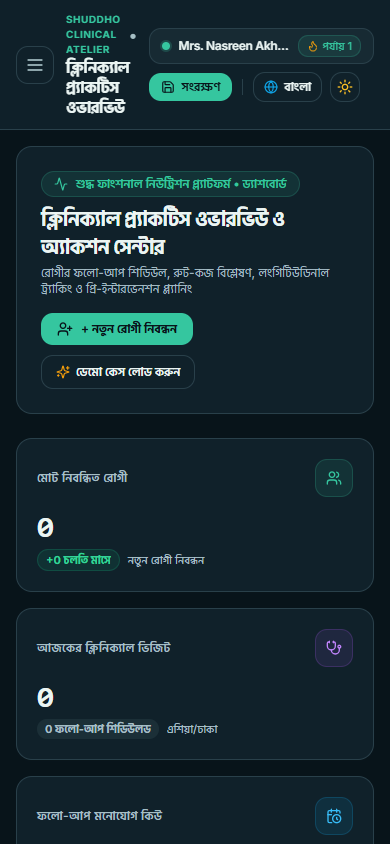 SHUDDHO
CLINICAL
ATELIER
ক্লিনিক্যাল
প্র্যাকটিস
ওভারভিউ
Mrs. Nasreen Akh...
পর্যায় 1
সংরক্ষণ
বাংলা
শুদ্ধ ফাংশনাল নিউট্রিশন প্ল্যাটফর্ম • ড্যাশবোর্ড
ক্লিনিক্যাল প্র্যাকটিস ওভারভিউ ও
অ্যাকশন সেন্টার
রোগীর ফলো-আপ শিডিউল, রুট-কজ বিশ্লেষণ, লংগিটিউডিনাল
ট্র্যাকিং ও প্রি-ইন্টারভেনশন প্ল্যানিং
+ নতুন রোগী নিবন্ধন
ডেমো কেস লোড করুন
মোট নিবন্ধিত রোগী
0
+0 চলতি মাসে নতুন রোগী নিবন্ধন
আজকের ক্লিনিক্যাল ভিজিট
0
0 ফলো-আপ শিডিউলড এশিয়া/ঢাকা
ফলো-আপ মনোযোগ কিউ